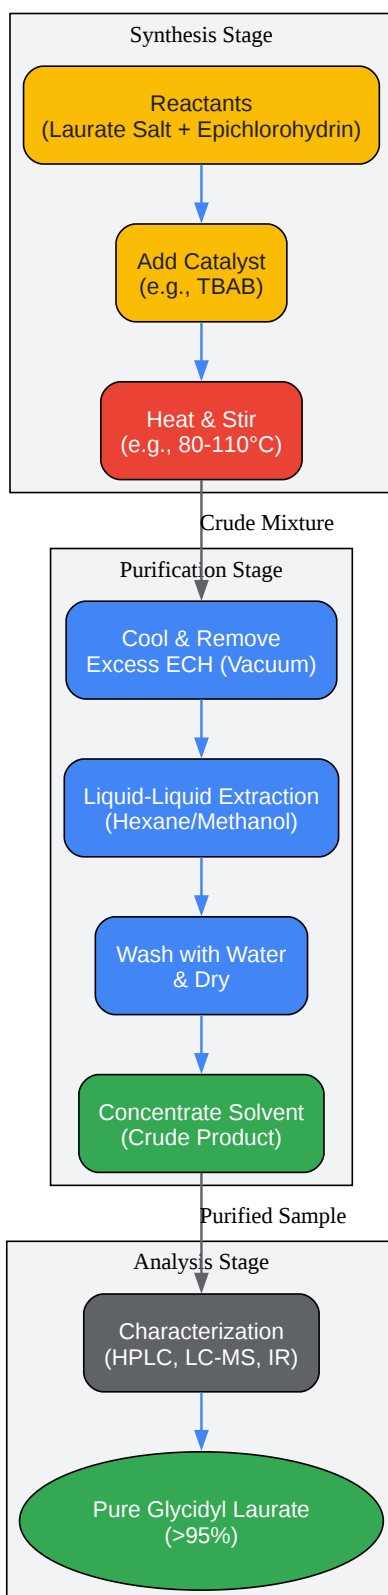 Synthesis Stage
Reactants
(Laurate Salt + Epichlorohydrin)
Add Catalyst
(e.g., TBAB)
Heat & Stir
(e.g., 80-110°C)
Crude Mixture
Purification Stage
Cool & Remove
Excess ECH (Vacuum)
Liquid-Liquid Extraction
(Hexane/Methanol)
Wash with Water
& Dry
Concentrate Solvent
(Crude Product)
Purified Sample
Analysis Stage
Characterization
(HPLC, LC-MS, IR)
Pure Glycidyl Laurate
(>95%)